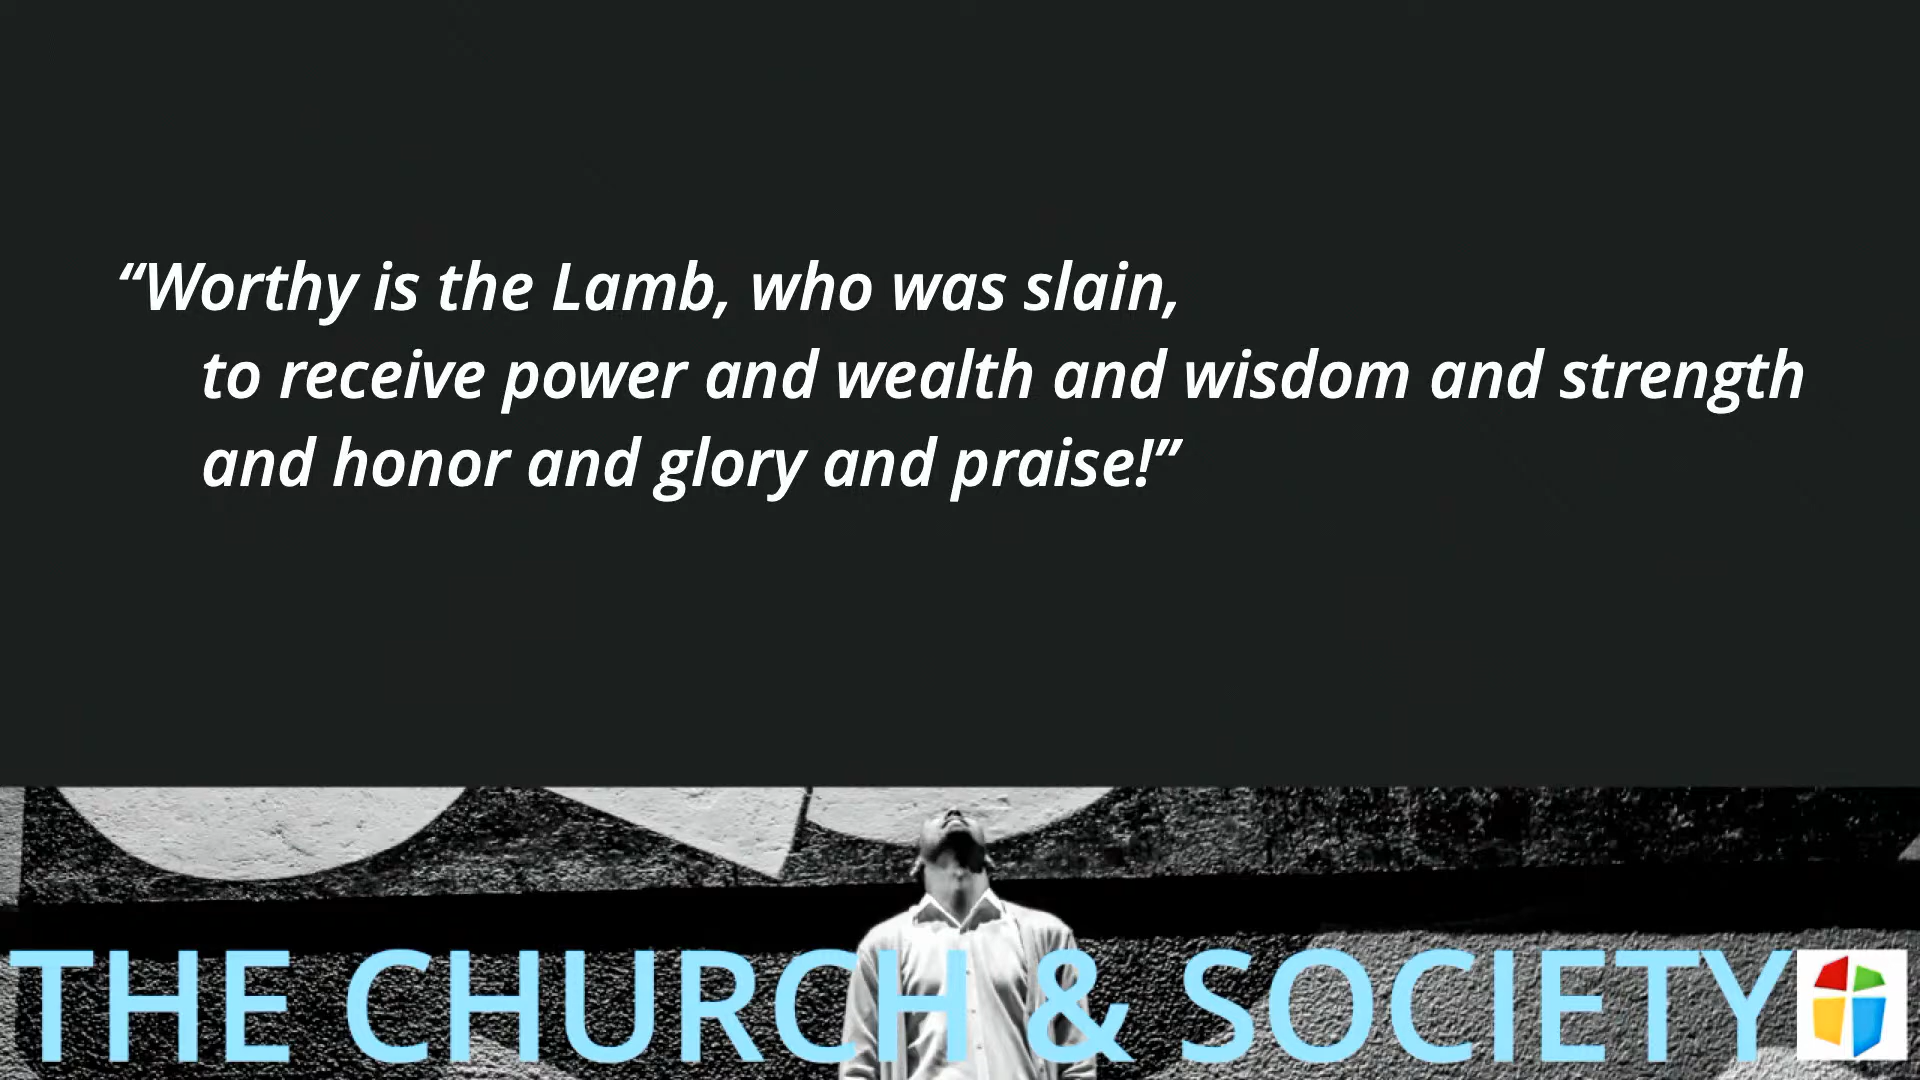 “Worthy is the Lamb, who was slain,
to receive power and wealth and wisdom and strength
and honor and glory and praise!”
THE CHURCH & SOCIETY